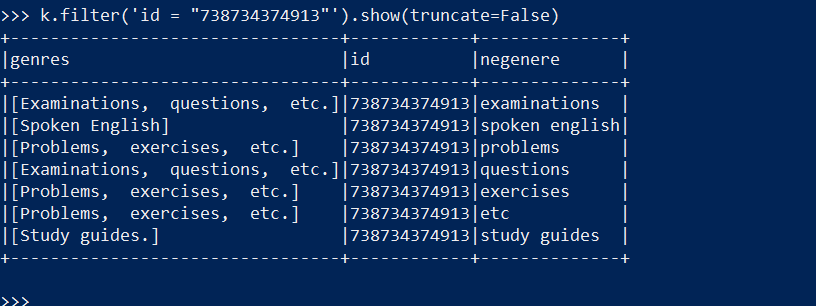 >>> k.filter('id = "738734374913"').show(truncate=False)
+---------------------------------+------------+--------------+
|genres                           |id          |negenere      |
+---------------------------------+------------+--------------+
|[Examinations,  questions,  etc.]|738734374913|examinations  |
|[Spoken English]                 |738734374913|spoken english|
|[Problems,  exercises,  etc.]    |738734374913|problems      |
|[Examinations,  questions,  etc.]|738734374913|questions     |
|[Problems,  exercises,  etc.]    |738734374913|exercises     |
|[Problems,  exercises,  etc.]    |738734374913|etc           |
|[Study guides.]                  |738734374913|study guides  |
+---------------------------------+------------+--------------+
>>>